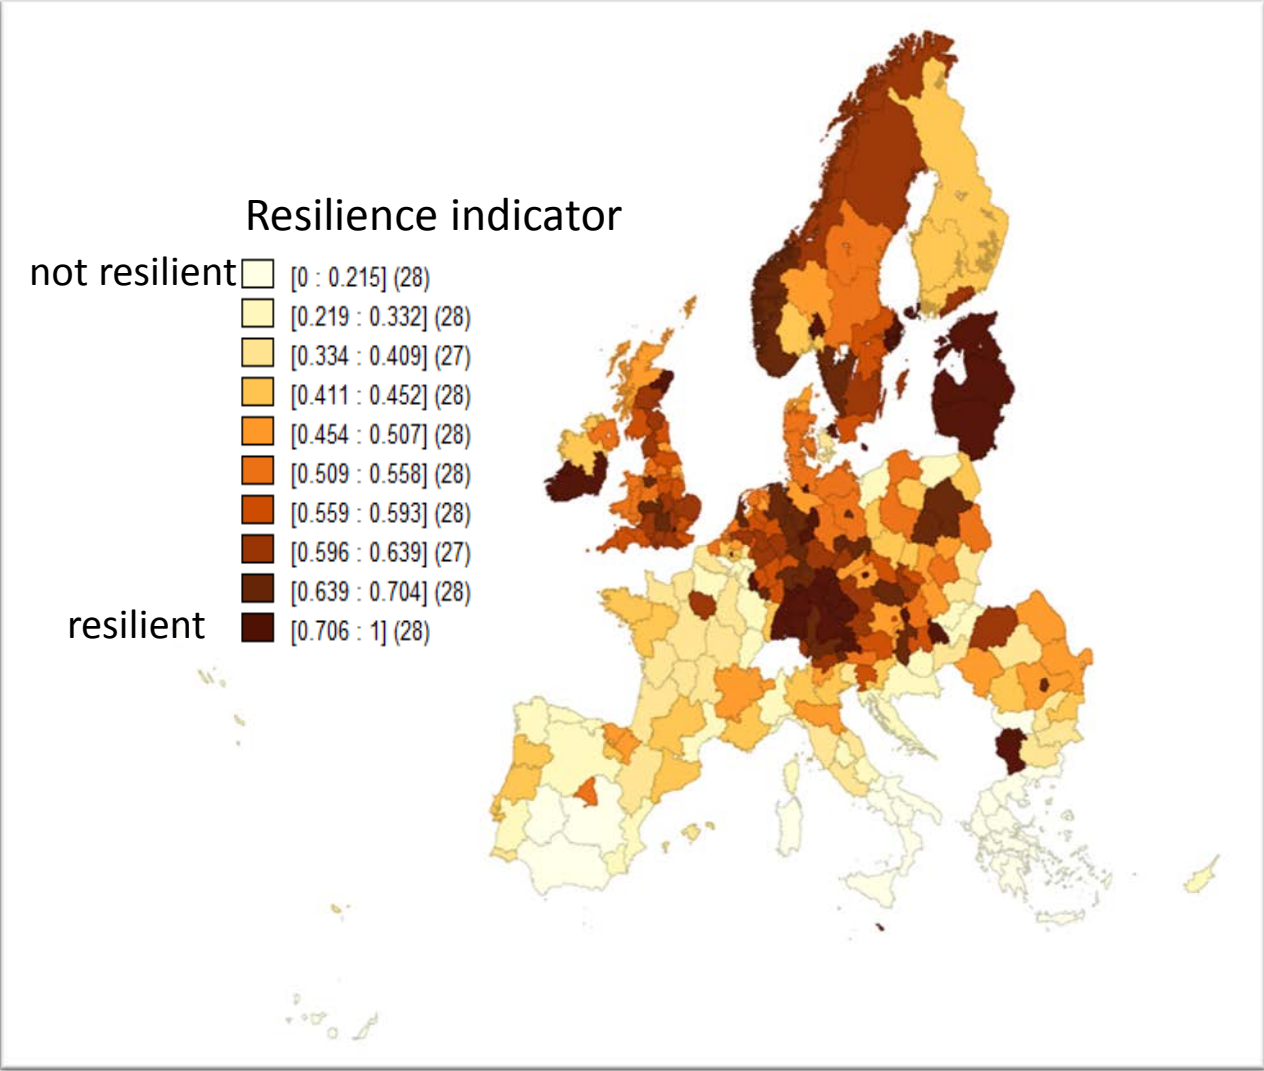 Resilience indicator
not resilient
[0 : 0.215] (28)
[0.219 : 0.332] (28)
[0.334 : 0.409] (27)
[0.411 : 0.452] (28)
[0.454 : 0.507] (28)
[0.509 : 0.558] (28)
[0.559 : 0.593] (28)
[0.596 : 0.639] (27)
[0.639 : 0.704] (28)
resilient
[0.706 : 1] (28)